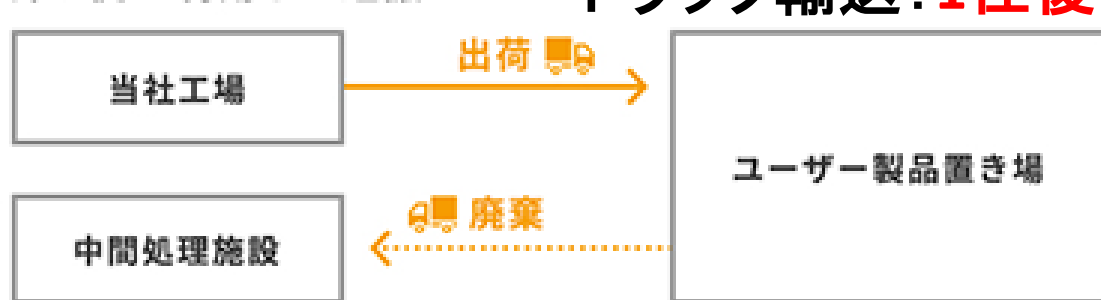 トラック輸送:1往復
出荷
当社工場
ユーザー製品置き場
廃棄
中間処理施設